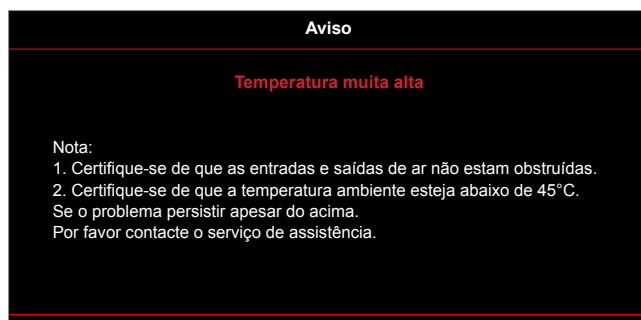 Aviso
Temperatura muita alta
Nota:
1. Certifique-se de que as entradas e saídas de ar não estam obstruídas.
2. Certifique-se de que a temperatura ambiente esteja abaixo de 45°C.
Se o problema persistir apesar do acima.
Por favor contacte o serviço de assistência.